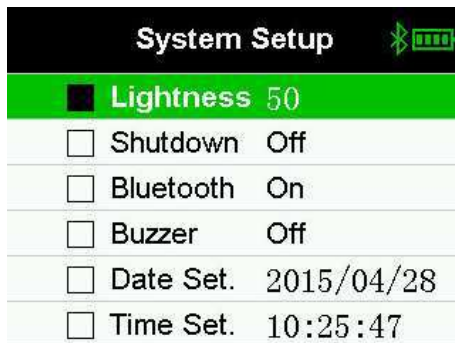 System Setup
Lightness 50
Shutdown Off
Bluetooth On
Buzzer Off
Date Set. 2015/04/28
Time Set. 10:25:47